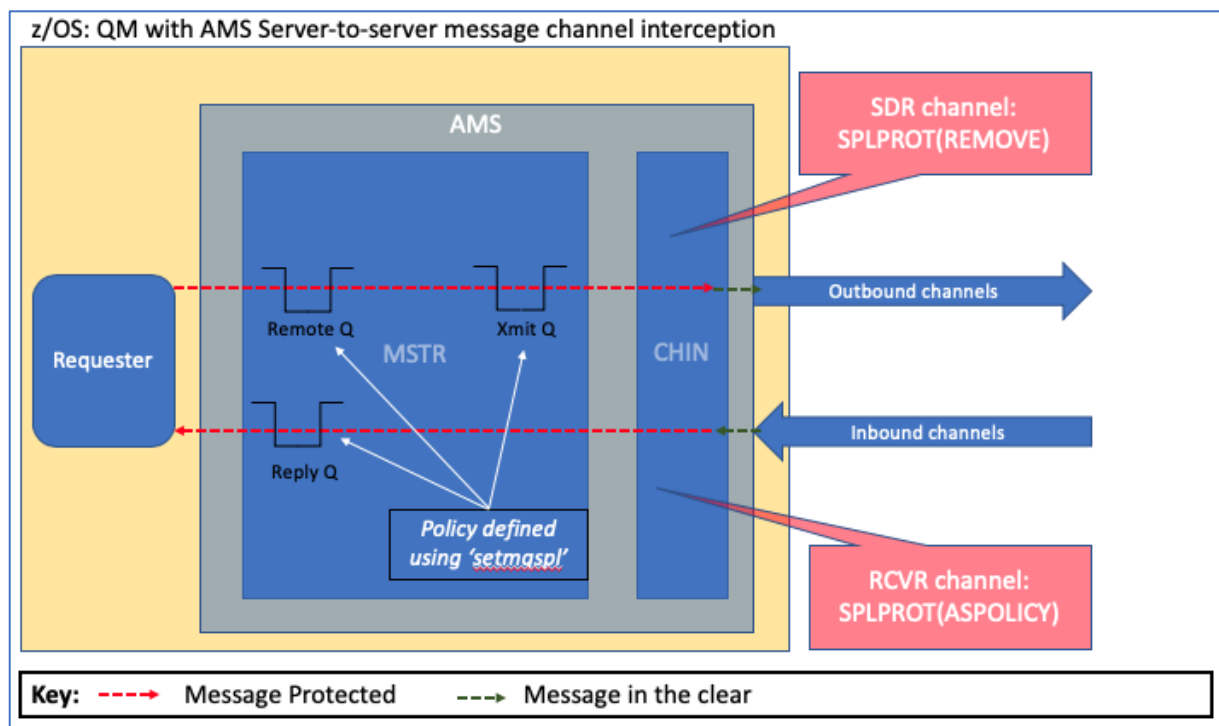 z/OS: QM with AMS Server-to-server message channel interception
SDR channel:
SPLPROT(REMOVE)
AMS
Outbound channels
Remote Q
Xmit Q
Requester
MSTR
CHIN
Inbound channels
Reply Q
Policy defined
using ‘setmqspl’
RCVR channel:
SPLPROT(ASPOLICY)
Key:
Message Protected
Message in the clear